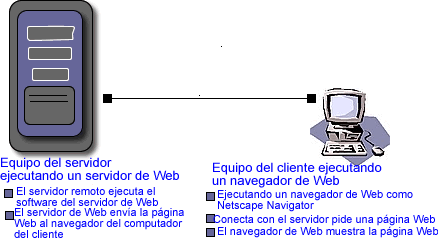 Equipo del servidor
ejecutando un servidor de Web
El servidor remoto ejecuta el
software del servidor de Web
El servidor de Web envía la página
Web al navegador del computador
del cliente
Equipo del cliente ejecutando
un navegador de Web
Ejecutando un navegador de Web como
Netscape Navigator
Conecta con el servidor pide una página Web
El navegador de Web muestra la página Web